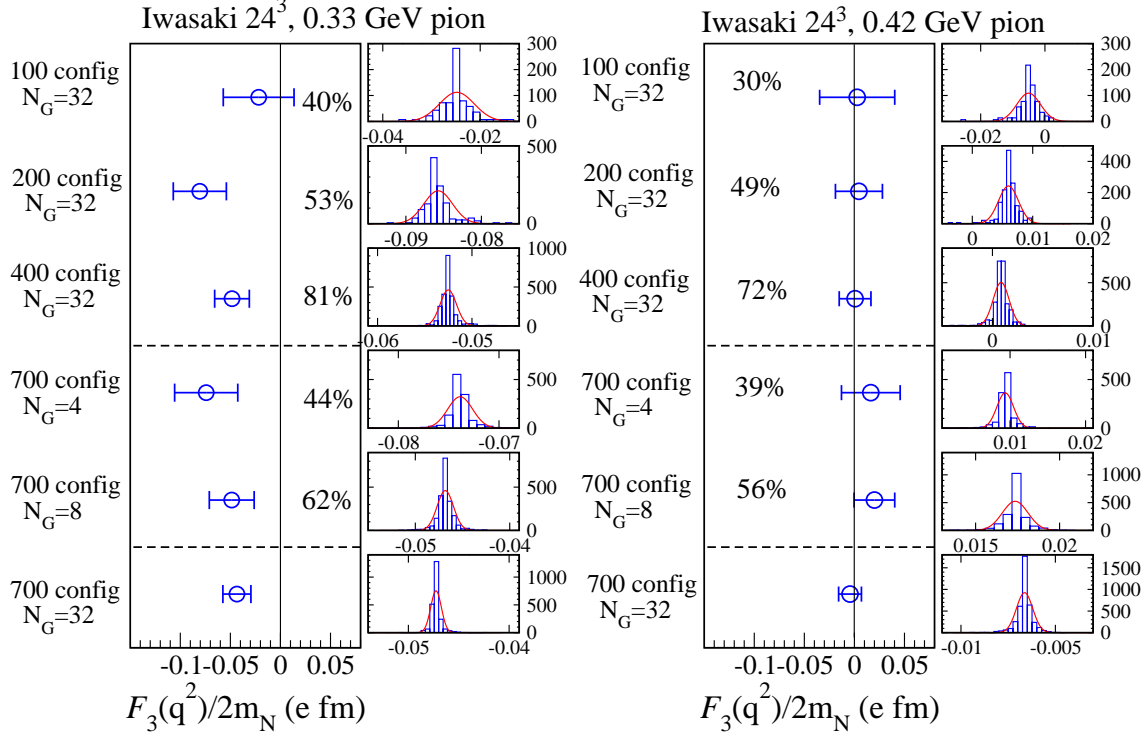 Iwasaki 24^3, 0.33 GeV pion
100 config
N_G=32
40%
-0.04 -0.02
0 100 200 300
200 config
N_G=32
53%
-0.09 -0.08
0 500
400 config
N_G=32
81%
-0.06 -0.05
0 500 1000
700 config
N_G=4
44%
-0.08 -0.07
0 500
700 config
N_G=8
62%
-0.05 -0.04
0 500
700 config
N_G=32
-0.05 -0.04
0 500 1000
-0.1 -0.05 0 0.05
F_3(q^2)/2m_N (e fm)
Iwasaki 24^3, 0.42 GeV pion
100 config
N_G=32
30%
-0.02 0
0 100 200 300
200 config
N_G=32
49%
0 0.01 0.02
0 200 400
400 config
N_G=32
72%
0 0.01
0 500
700 config
N_G=4
39%
0.01 0.02
0 500
700 config
N_G=8
56%
0.015 0.02
0 500 1000
700 config
N_G=32
-0.01 -0.005
0 500 1000 1500
-0.1 -0.05 0 0.05
F_3(q^2)/2m_N (e fm)